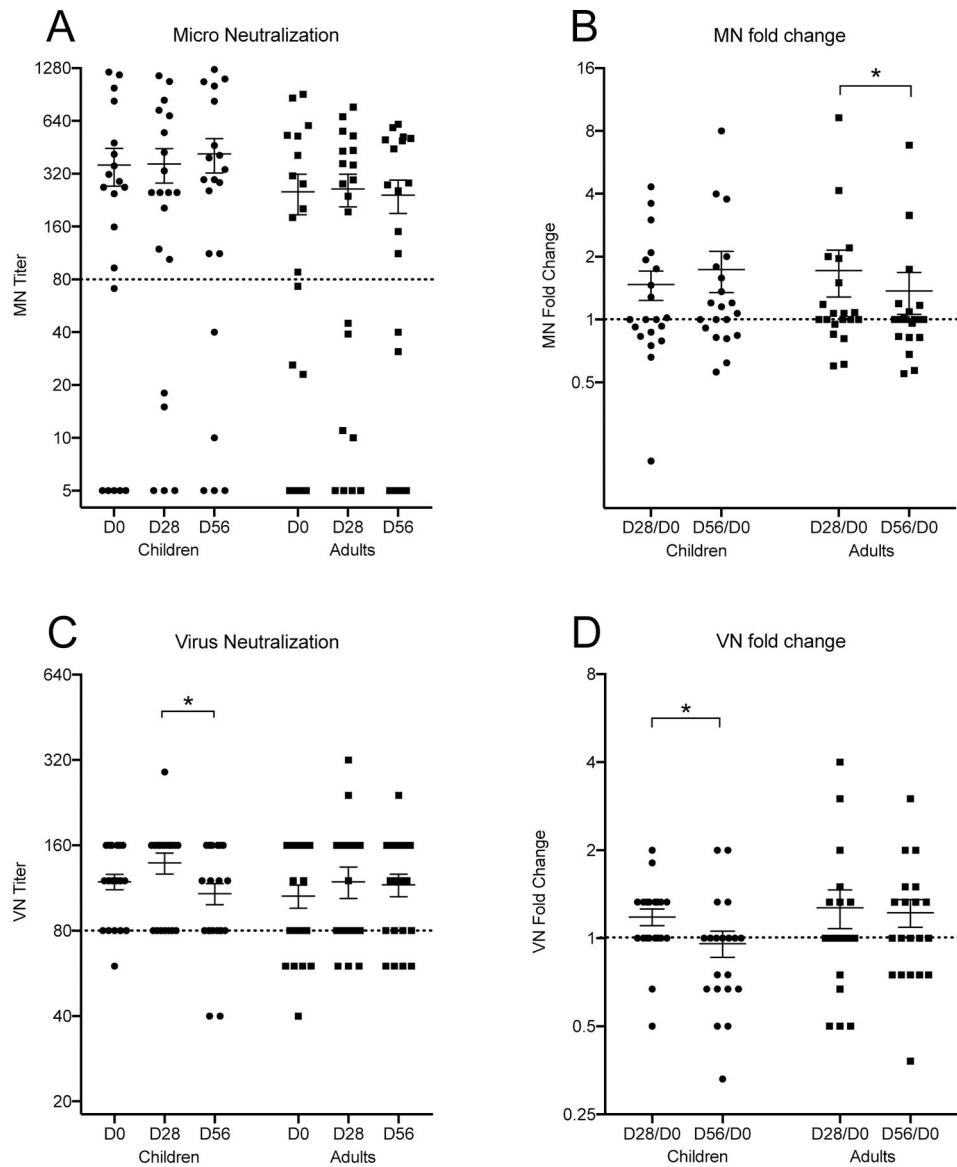 A
Micro Neutralization
1280
640
320
160
80
40
20
10
5
MN Titer
D0 D28 D56 D0 D28 D56
Children Adults
B
MN fold change
*
16
8
4
2
1
0.5
MN Fold Change
D28/D0 D56/D0 D28/D0 D56/D0
Children Adults
C
Virus Neutralization
*
640
320
160
80
40
20
VN Titer
D0 D28 D56 D0 D28 D56
Children Adults
D
VN fold change
*
8
4
2
1
0.5
0.25
VN Fold Change
D28/D0 D56/D0 D28/D0 D56/D0
Children Adults